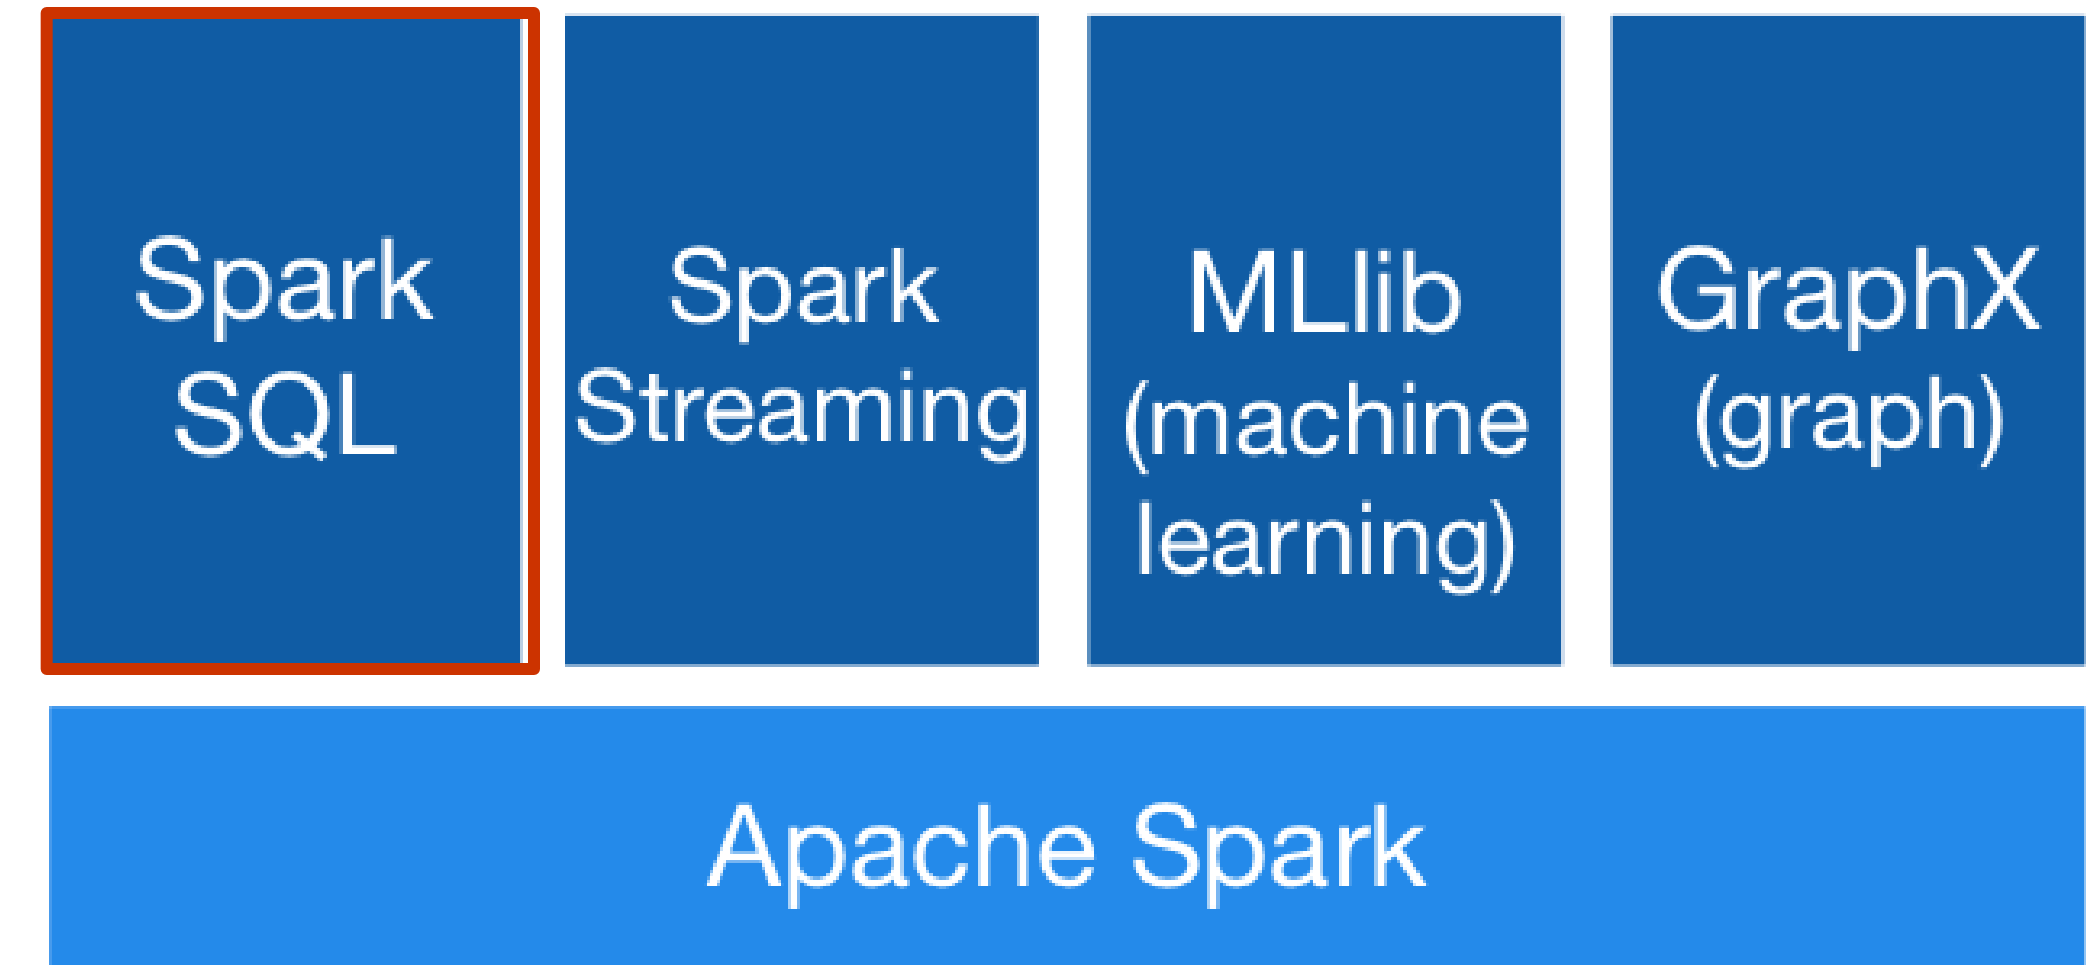 Spark
SQL
Spark
Streaming
MLlib
(machine
learning)
GraphX
(graph)
Apache Spark